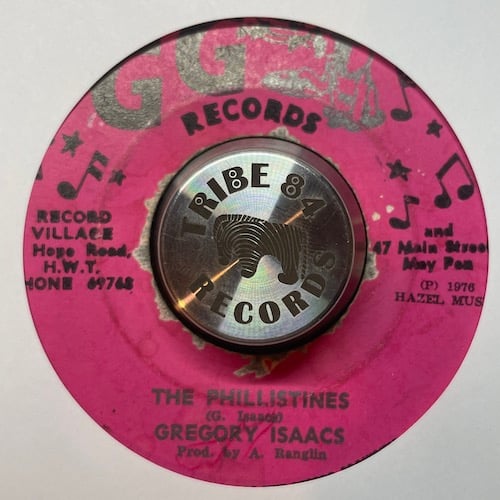 GG
RECORDS
RECORD
VILLAGE
Hope Road,
H.W.T.
HONE 69768
and
47 Main Street
May Pen
(P) 1976
HAZEL MUS
TRIBE 84
RECORDS
THE PHILLISTINES
(G. Isaacs)
GREGORY ISAACS
Prod. by A. Ranglin